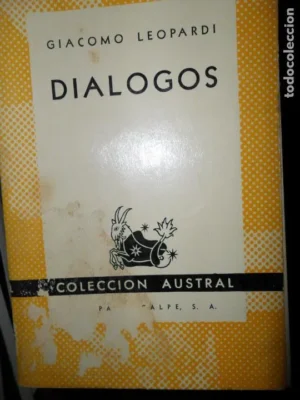 GIACOMO LEOPARDI
DIALOGOS
COLECCION AUSTRAL
ALPE, S. A.
todocoleccion